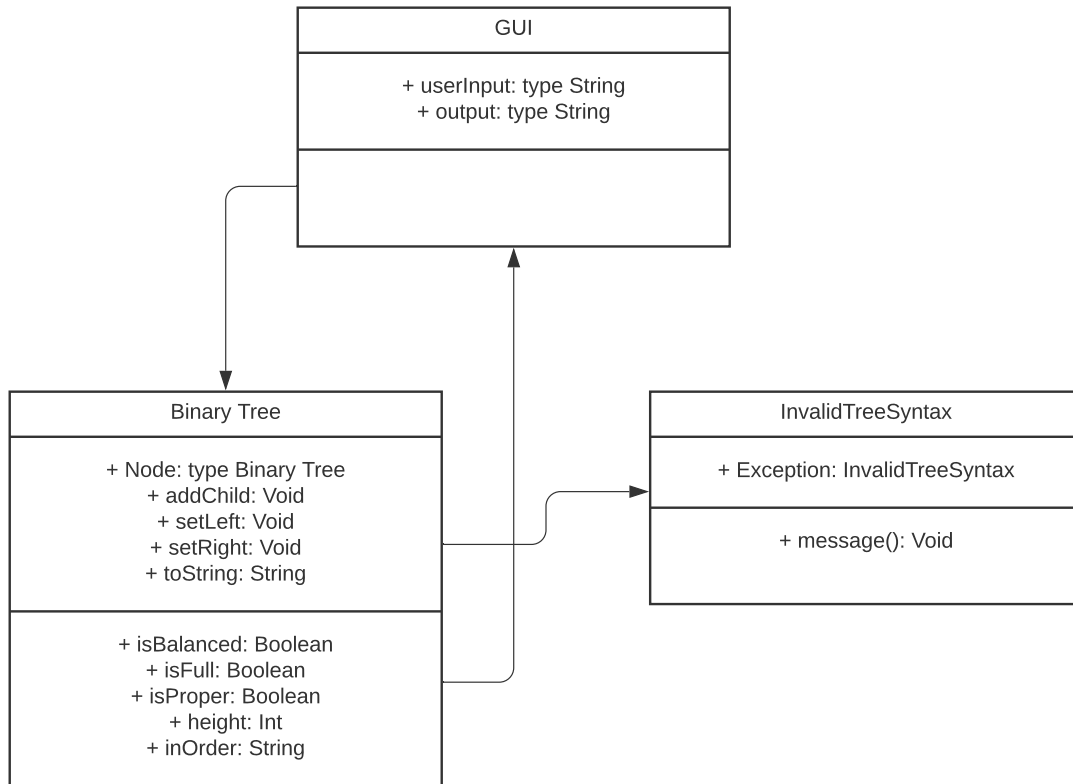 GUI
+ userInput: type String
+ output: type String
Binary Tree
+ Node: type Binary Tree
+ addChild: Void
+ setLeft: Void
+ setRight: Void
+ toString: String
+ isBalanced: Boolean
+ isFull: Boolean
+ isProper: Boolean
+ height: Int
+ inOrder: String
InvalidTreeSyntax
+ Exception: InvalidTreeSyntax
+ message(): Void